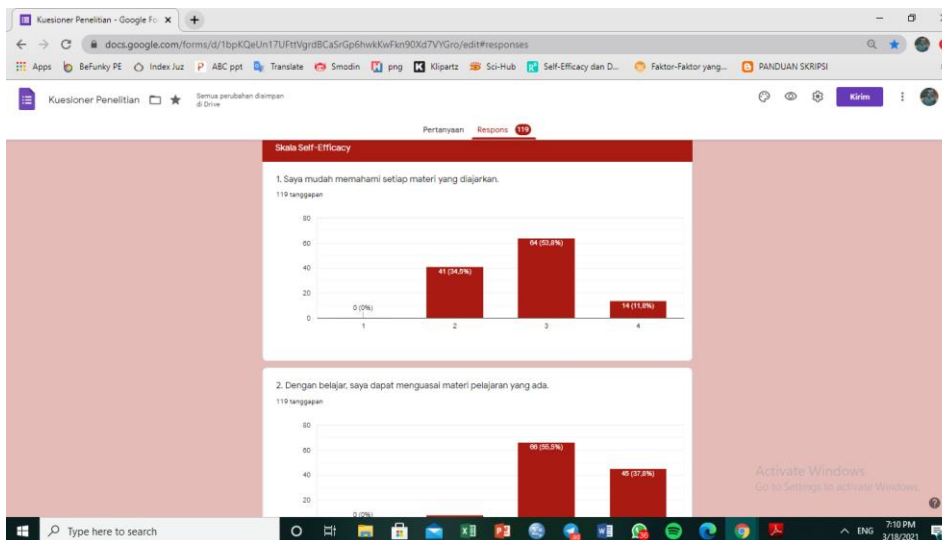 Kuesioner Penelitian - Google Fo
docs.google.com/forms/d/1bpKQeUn17UFttVgrdBCaSrGp6hwkKwFkn90Xd7VYGro/edit#responses
Apps BeFunky PE Index Juz ABC ppt Translate Smodin png Klipartz Sci-Hub Self-Efficacy dan D... Faktor-Faktor yang... PANDUAN SKRIPSI
Kuesioner Penelitian
Semua perubahan disimpan
di Drive
Kirim
Pertanyaan Respons 119
Skala Self-Efficacy
1. Saya mudah memahami setiap materi yang diajarkan.
119 tanggapan
80
60
40
20
0
0 (0%)
41 (34,5%)
64 (53,8%)
14 (11,8%)
1 2 3 4
2. Dengan belajar, saya dapat menguasai materi pelajaran yang ada.
119 tanggapan
80
60
40
20
0 (0%)
66 (55,5%)
45 (37,8%)
Activate Windows
Go to Settings to activate Windows.
Type here to search
ENG
7:10 PM
3/18/2021